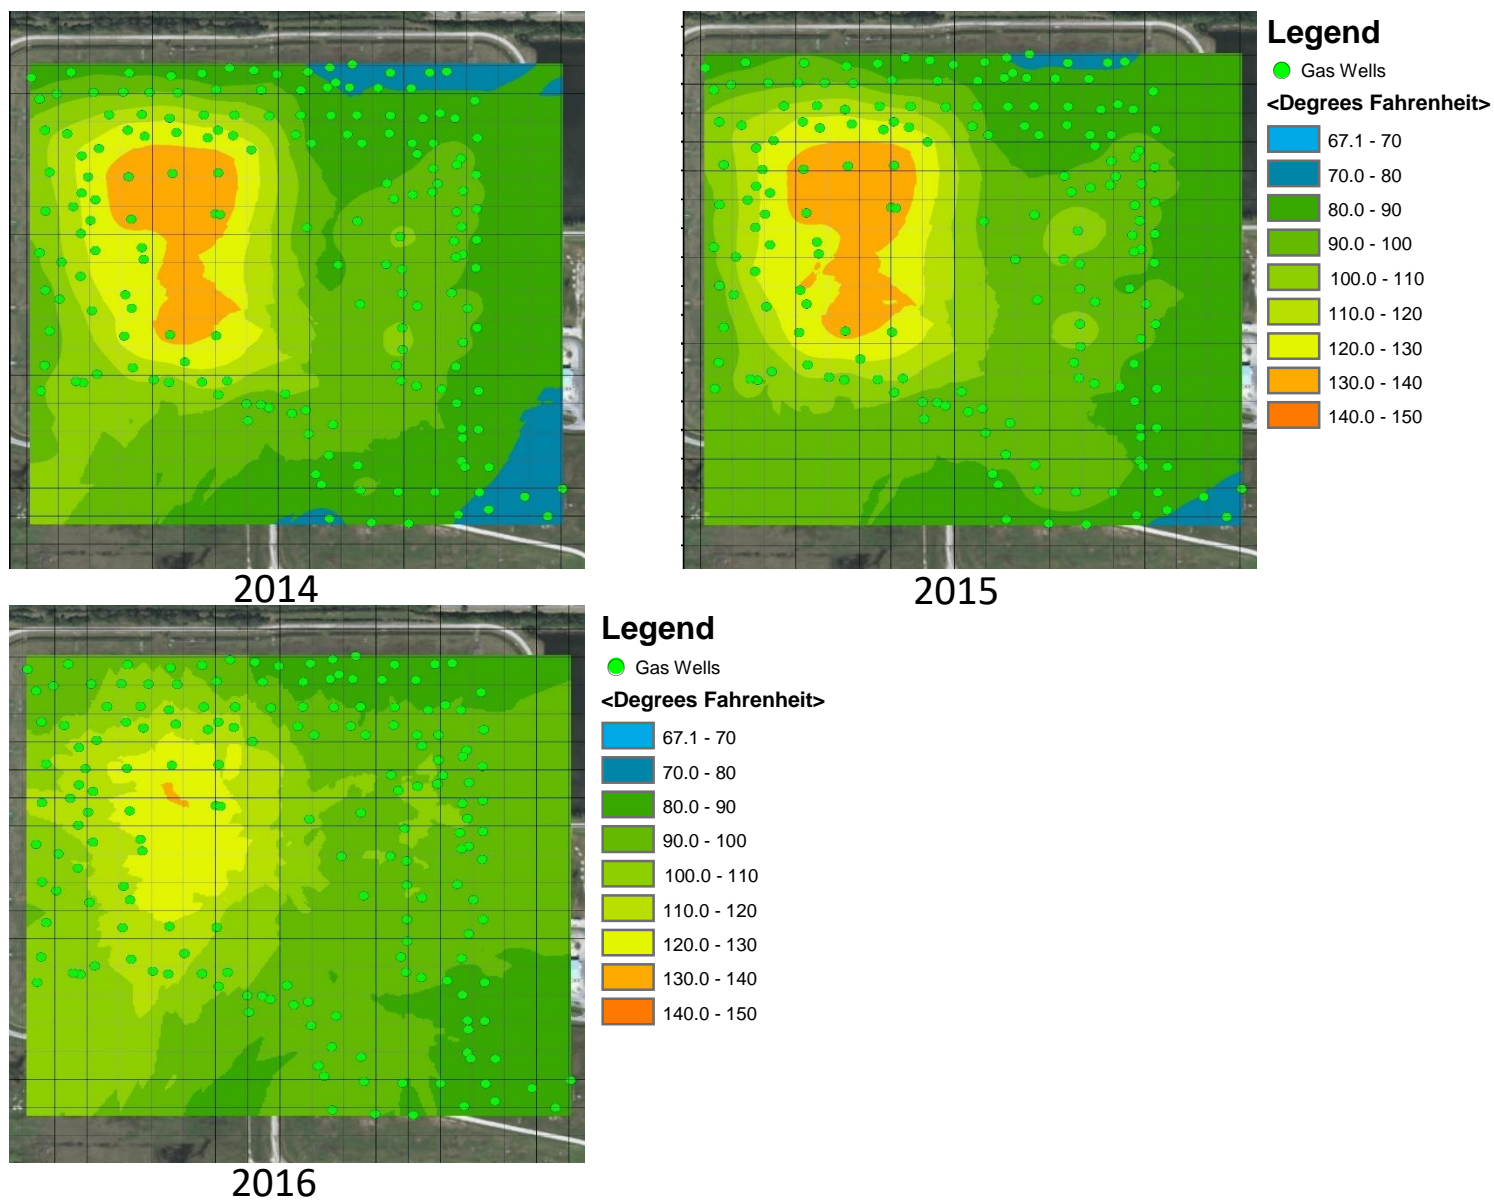 Legend
Gas Wells
<Degrees Fahrenheit>
67.1 - 70
70.0 - 80
80.0 - 90
90.0 - 100
100.0 - 110
110.0 - 120
120.0 - 130
130.0 - 140
140.0 - 150
2014
2015
Legend
Gas Wells
<Degrees Fahrenheit>
67.1 - 70
70.0 - 80
80.0 - 90
90.0 - 100
100.0 - 110
110.0 - 120
120.0 - 130
130.0 - 140
140.0 - 150
2016